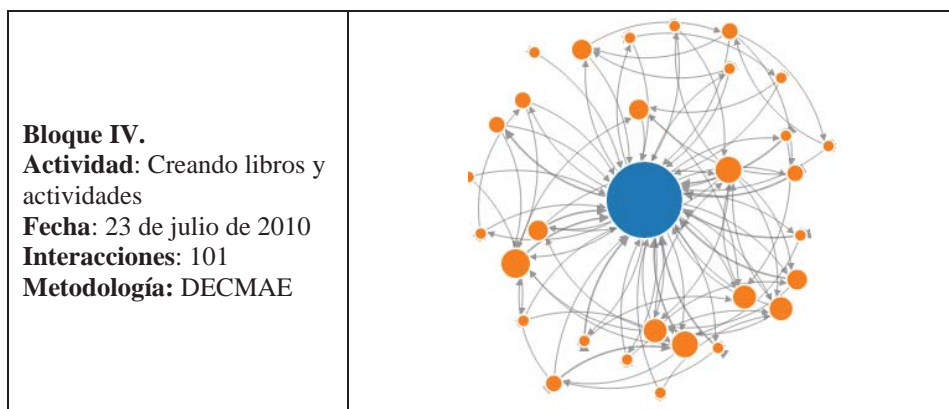 Bloque IV.
Actividad: Creando libros y
actividades
Fecha: 23 de julio de 2010
Interacciones: 101
Metodología: DECMAE